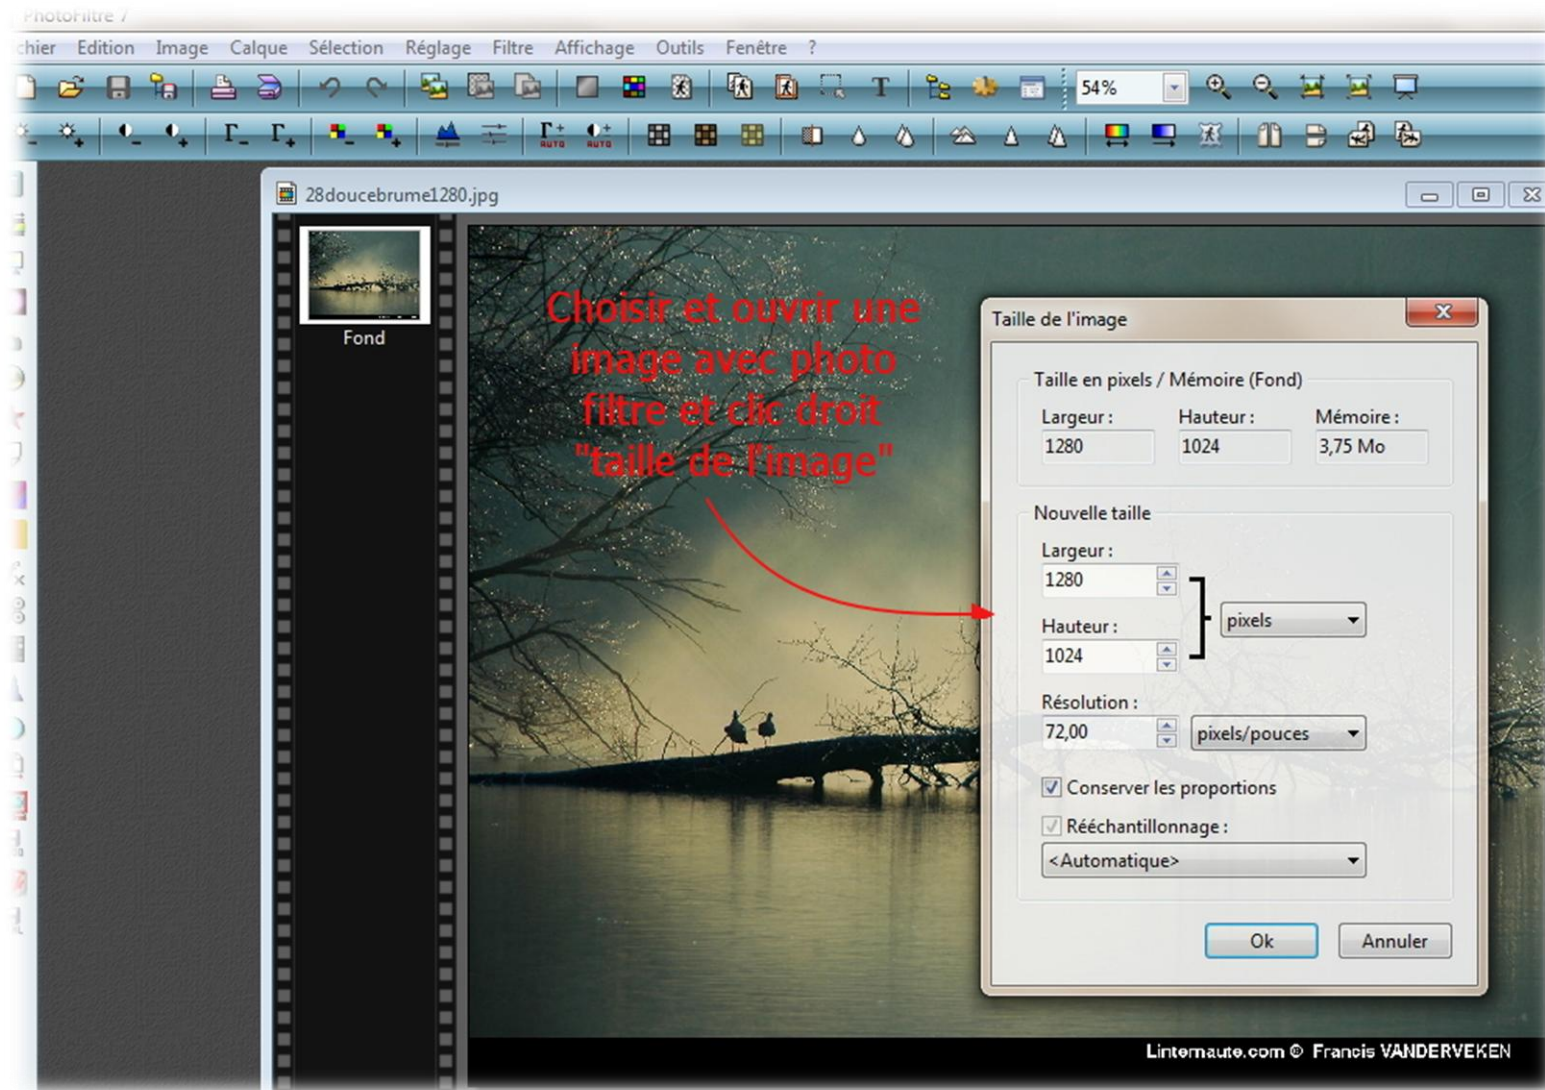 PhotoFiltre 7
chier Edition Image Calque Sélection Réglage Filtre Affichage Outils Fenêtre ?
T 54%
Γ Γ AUTO AUTO
28doucebrume1280.jpg
Fond
Choisir et ouvrir une
image avec photo
filtre et clic droit
"taille de l'image"
Taille de l'image
Taille en pixels / Mémoire (Fond)
Largeur : Hauteur : Mémoire :
1280 1024 3,75 Mo
Nouvelle taille
Largeur :
1280
pixels
Hauteur :
1024
Résolution :
72,00 pixels/pouces
Conserver les proportions
Rééchantillonnage :
<Automatique>
Ok Annuler
Linternaute.com © Francis VANDERVEKEN